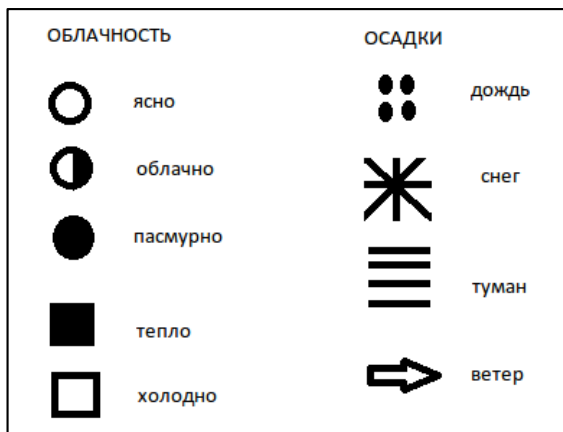 ОБЛАЧНОСТЬ
ясно
облачно
пасмурно
тепло
холодно
ОСАДКИ
дождь
снег
туман
ветер